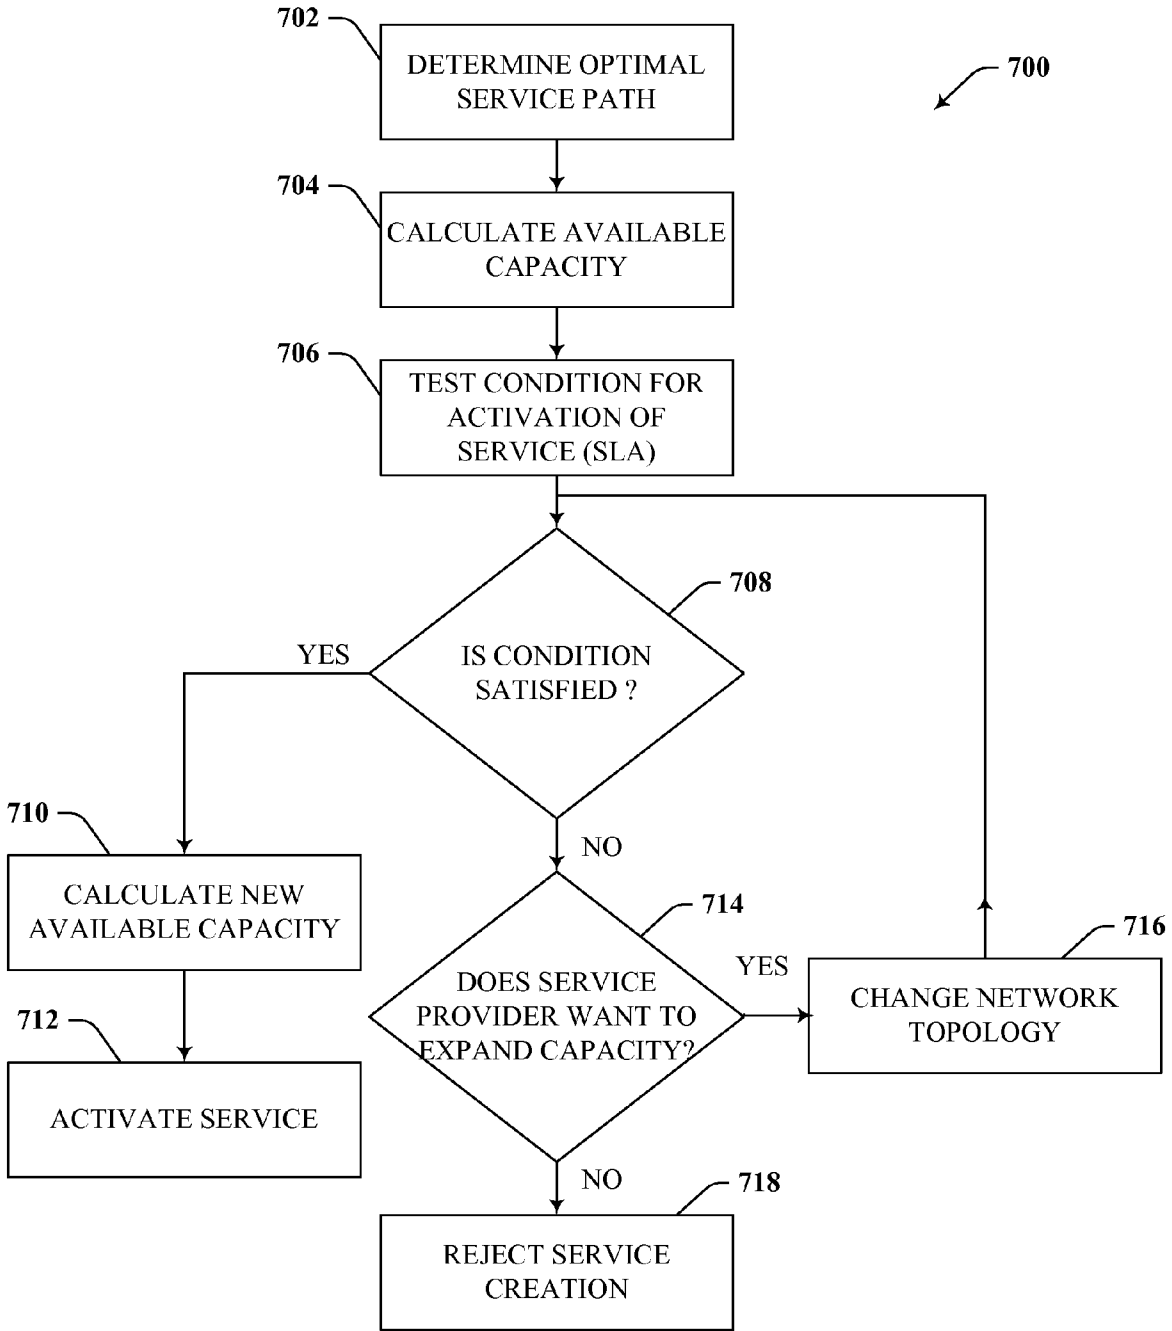 702
DETERMINE OPTIMAL
SERVICE PATH
700
704
CALCULATE AVAILABLE
CAPACITY
706
TEST CONDITION FOR
ACTIVATION OF
SERVICE (SLA)
708
IS CONDITION
SATISFIED ?
YES
NO
710
CALCULATE NEW
AVAILABLE CAPACITY
712
ACTIVATE SERVICE
714
DOES SERVICE
PROVIDER WANT TO
EXPAND CAPACITY?
YES
716
CHANGE NETWORK
TOPOLOGY
NO
718
REJECT SERVICE
CREATION